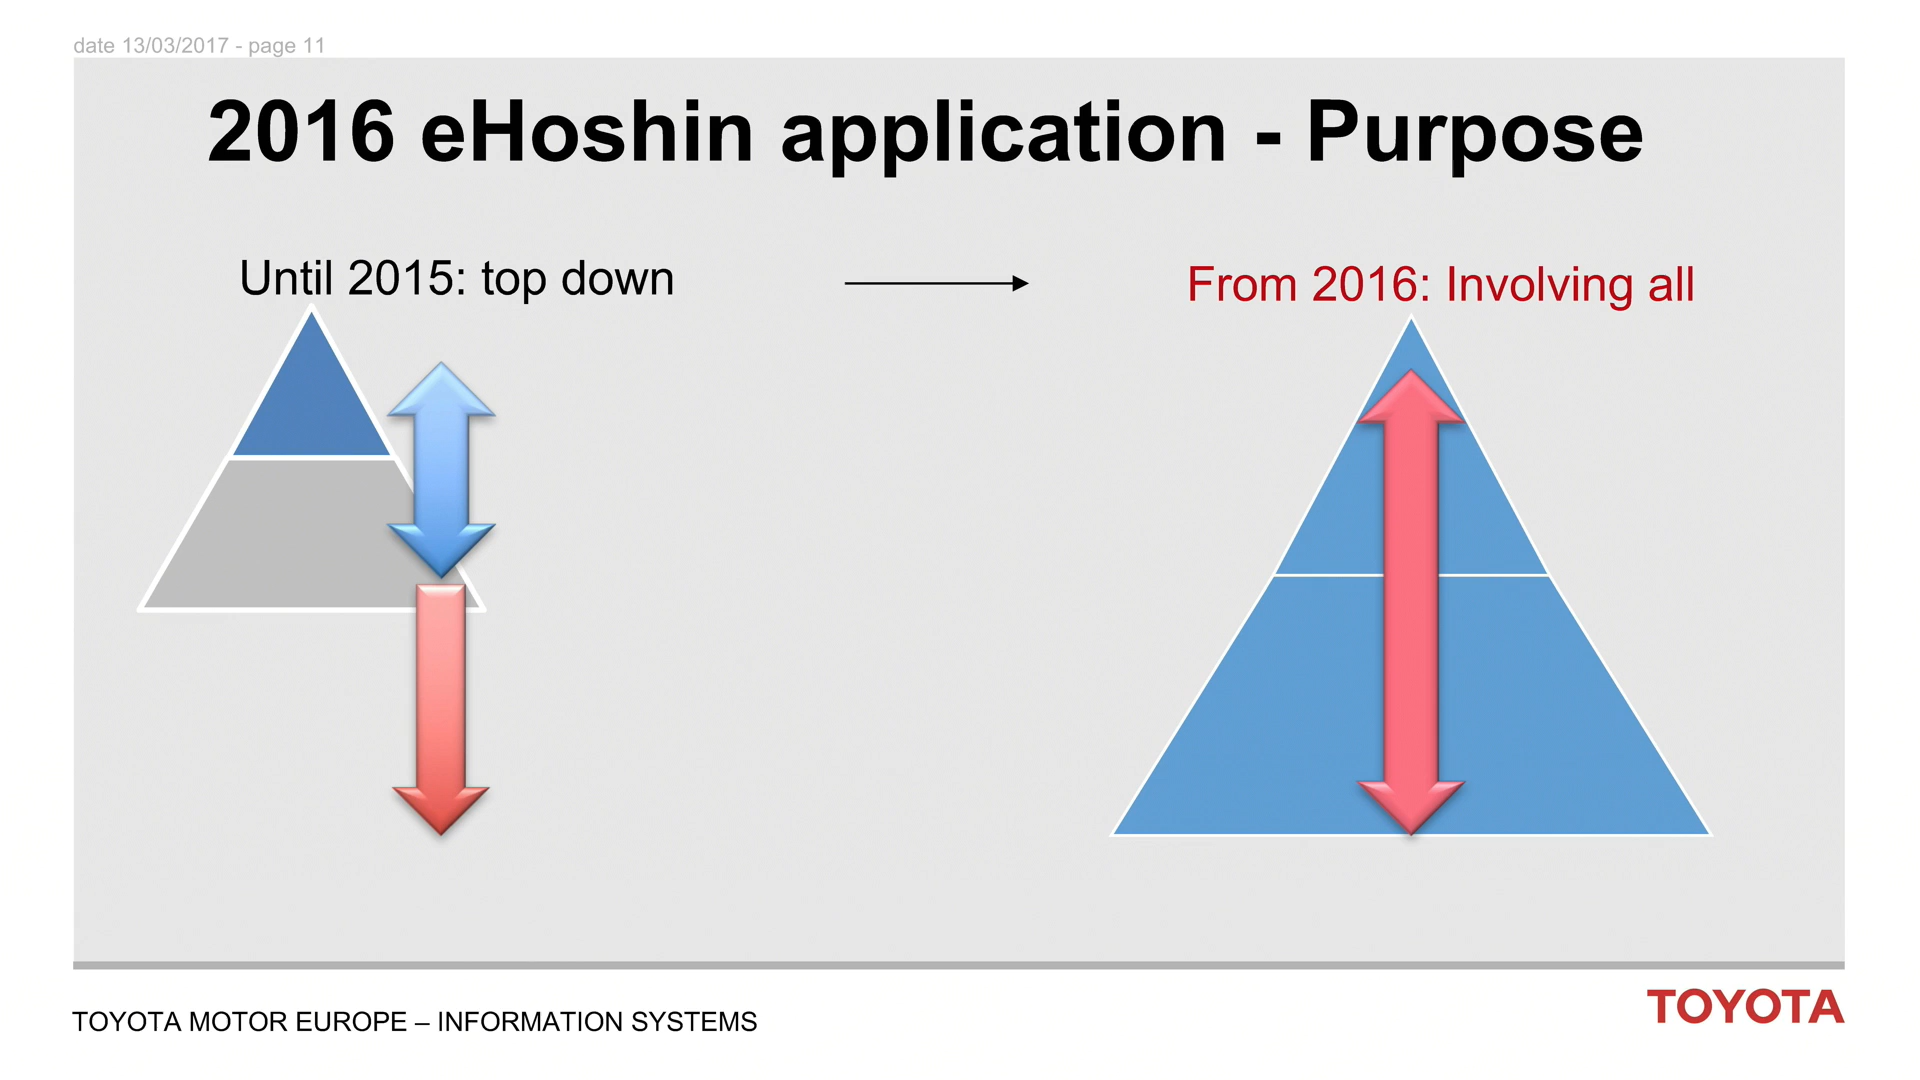 date 13/03/2017 - page 11
2016 eHoshin application - Purpose
Until 2015: top down
From 2016: Involving all
TOYOTA MOTOR EUROPE – INFORMATION SYSTEMS
TOYOTA